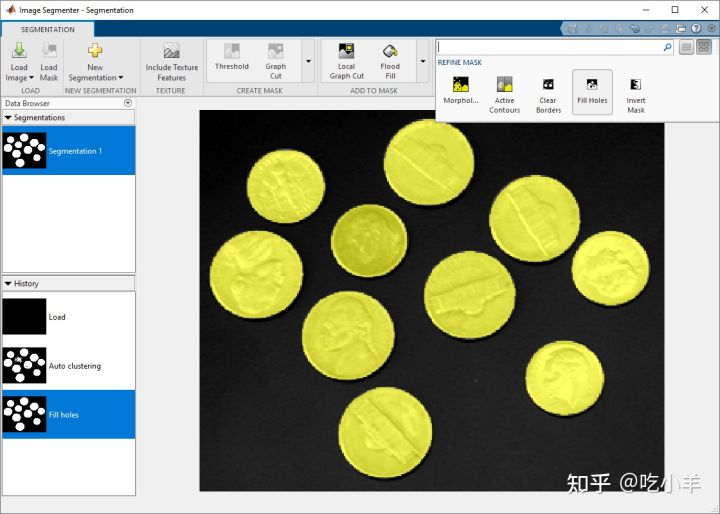 Image Segmenter - Segmentation
SEGMENTATION
Load Image
Load Mask
New Segmentation
Include Texture Features
Threshold
Graph Cut
Local Graph Cut
Flood Fill
LOAD
NEW SEGMENTATION
TEXTURE
CREATE MASK
ADD TO MASK
REFINE MASK
Morphol...
Active Contours
Clear Borders
Fill Holes
Invert Mask
Data Browser
Segmentations
Segmentation 1
History
Load
Auto clustering
Fill holes
知乎 @吃小羊